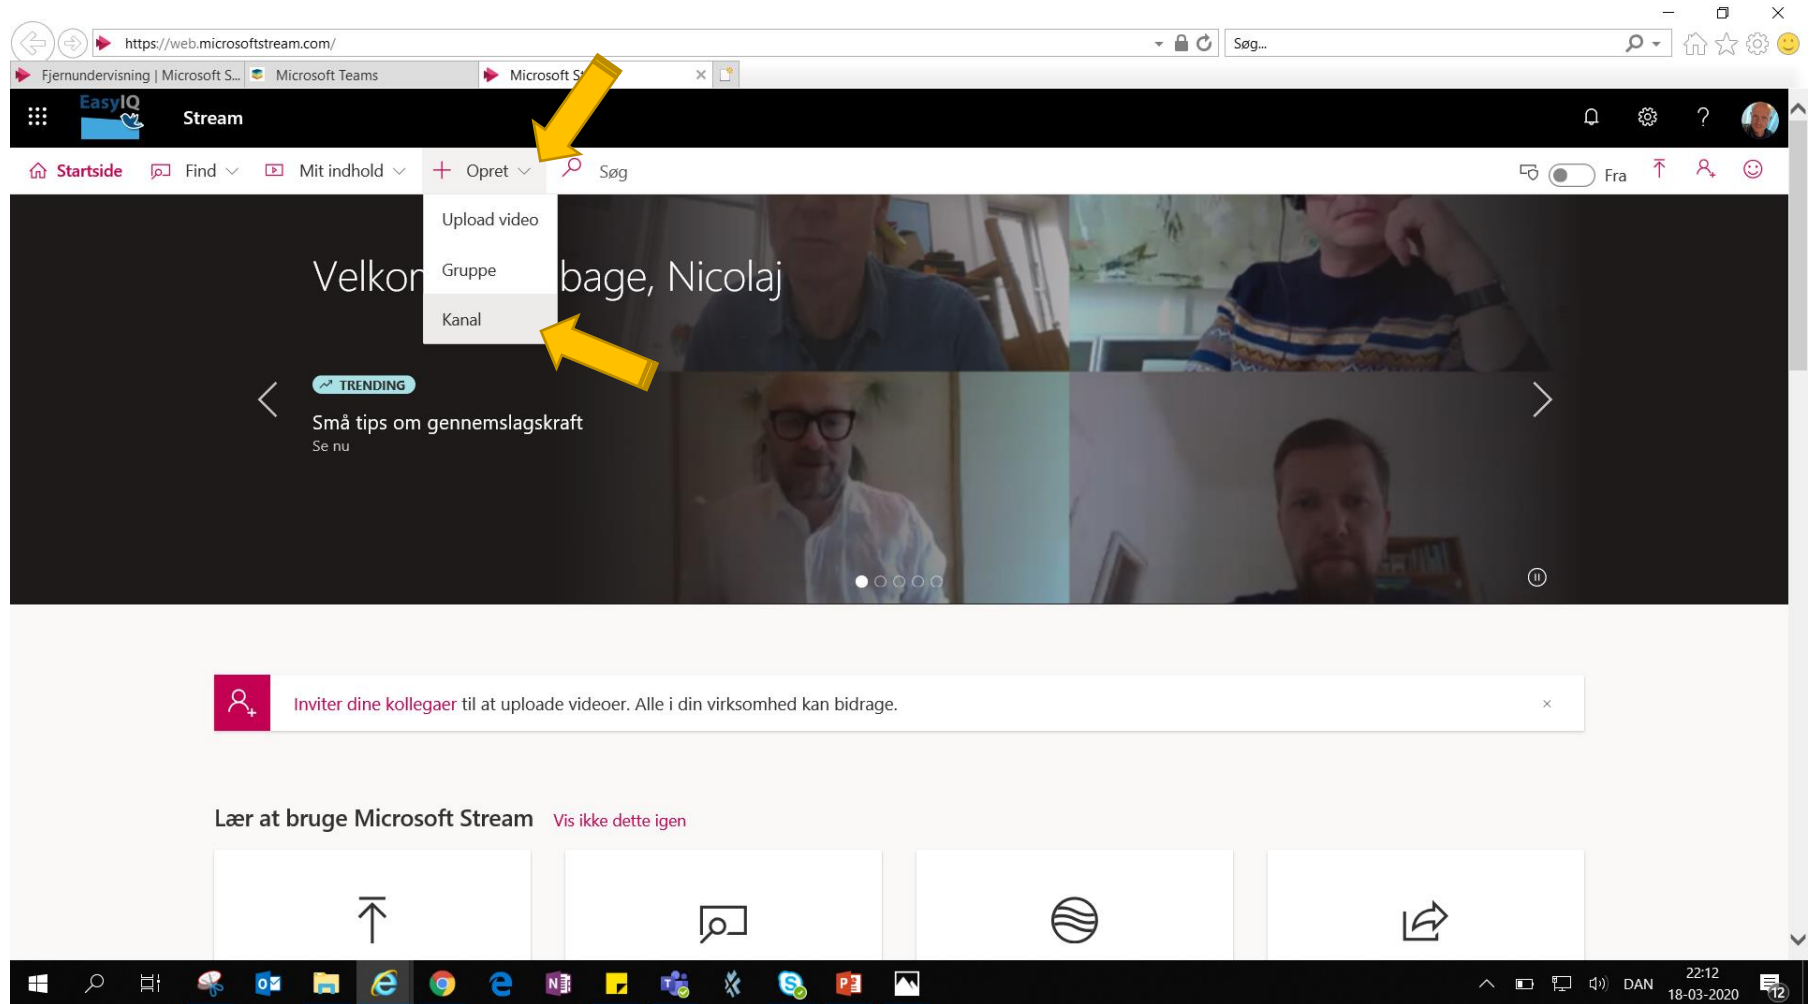 https://web.microsoftstream.com/
Søg...
Fjernundervisning | Microsoft S...
Microsoft Teams
Microsoft St
EasyIQ
Stream
?
Startside
Find
Mit indhold
Opret
Søg
Fra
Upload video
Gruppe
Kanal
Velkor bage, Nicolaj
TRENDING
Små tips om gennemslagskraft
Se nu
Inviter dine kollegaer til at uploade videoer. Alle i din virksomhed kan bidrage.
Lær at bruge Microsoft Stream Vis ikke dette igen
DAN
22:12
18-03-2020
12